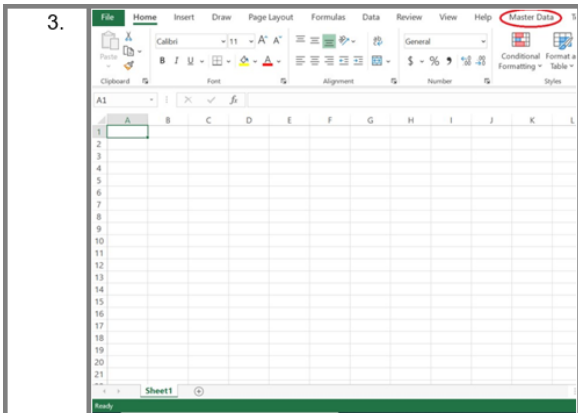 3.
File Home Insert Draw Page Layout Formulas Data Review View Help Master Data
Calibri 11 A A General
Paste B I U A $ % Conditional Format a
Formatting Table
Clipboard Font Alignment Number Styles
A1 fx
A B C D E F G H I J K L
1
2
3
4
5
6
7
8
9
10
11
12
13
14
15
16
17
18
19
20
21
Sheet1
Ready